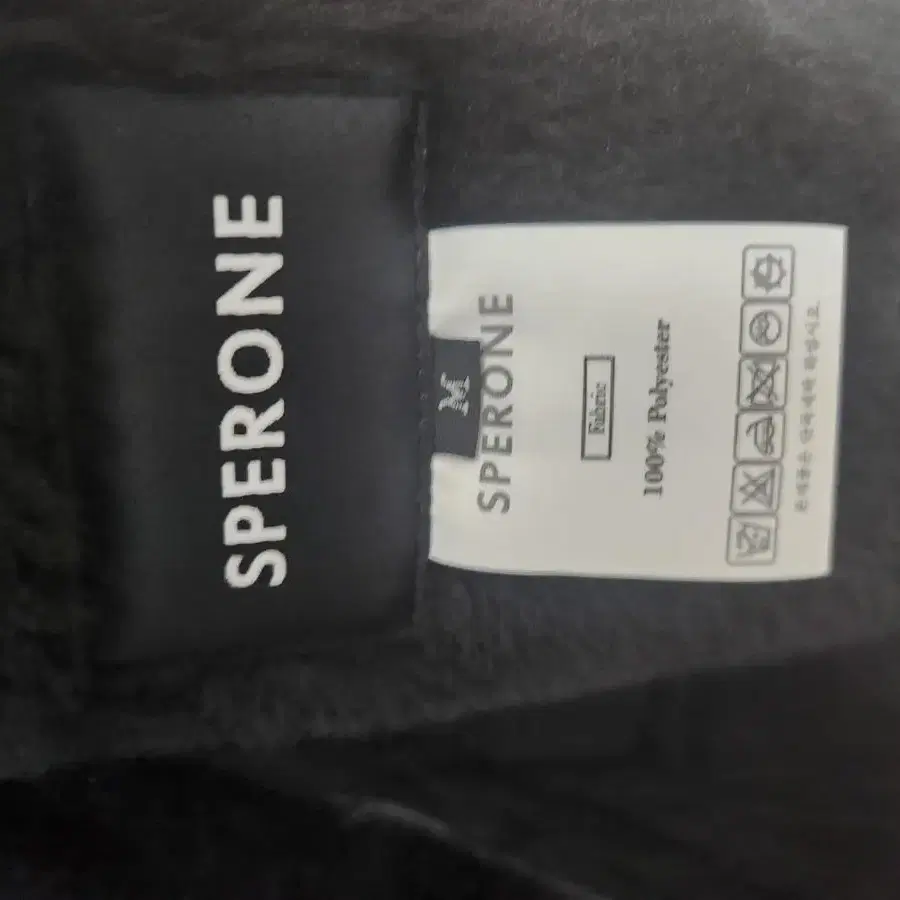 SPERONE
M
SPERONE
Fabric
100% Polyester